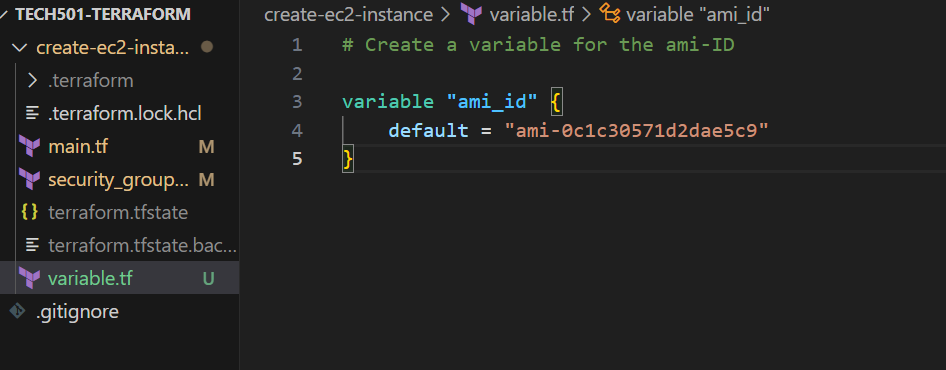 TECH501-TERRAFORM
create-ec2-insta...
.terraform
.terraform.lock.hcl
main.tf M
security_group... M
terraform.tfstate
terraform.tfstate.bac...
variable.tf U
.gitignore
create-ec2-instance > variable.tf > variable "ami_id"
1 # Create a variable for the ami-ID
2
3 variable "ami_id" {
4 default = "ami-0c1c30571d2dae5c9"
5 }